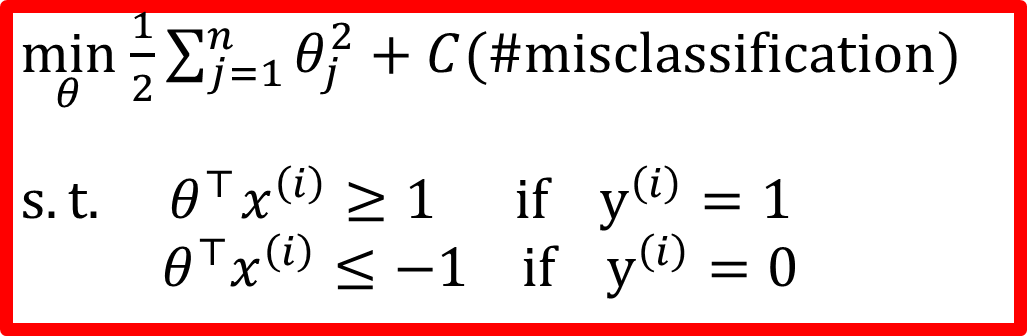 min_θ 1/2 ∑_{j=1}^{n} θ_j^2 + C(#misclassification)
s. t. θ^⊤ x^{(i)} ≥ 1 if y^{(i)} = 1
θ^⊤ x^{(i)} ≤ −1 if y^{(i)} = 0